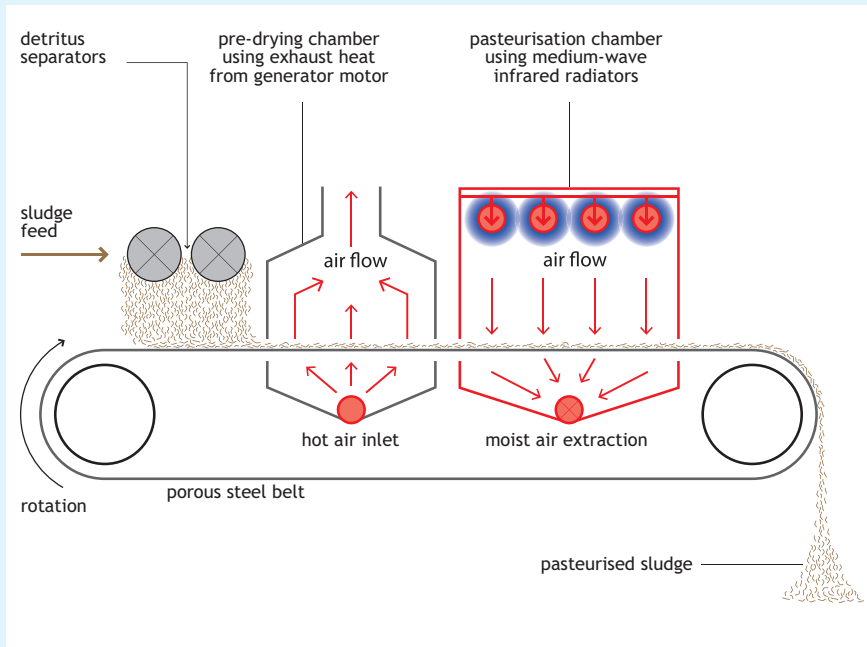 detritus
separators
pre-drying chamber
using exhaust heat
from generator motor
pasteurisation chamber
using medium-wave
infrared radiators
sludge
feed
air flow
air flow
hot air inlet
moist air extraction
rotation
porous steel belt
pasteurised sludge